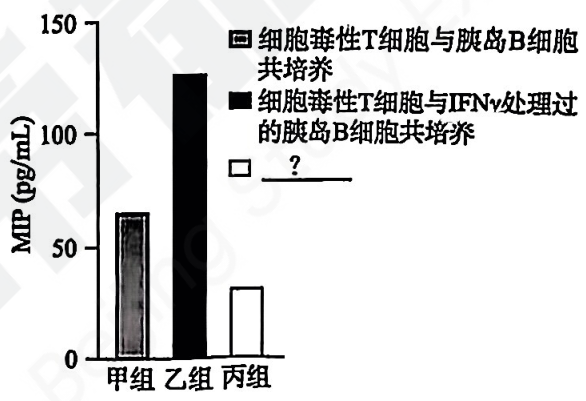 150
100
50
0
MIP (pg/mL)
甲组 乙组 丙组
细胞毒性T细胞与胰岛B细胞
共培养
细胞毒性T细胞与IFNγ处理过
的胰岛B细胞共培养
?